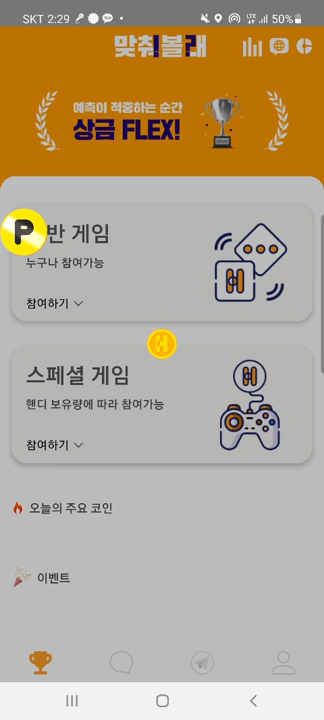 SKT 2:29
LTE
50%
맞춰!볼래
예측이 적중하는 순간
상금 FLEX!
P
반 게임
누구나 참여가능
참여하기
스페셜 게임
핸디 보유량에 따라 참여가능
참여하기
오늘의 주요 코인
이벤트